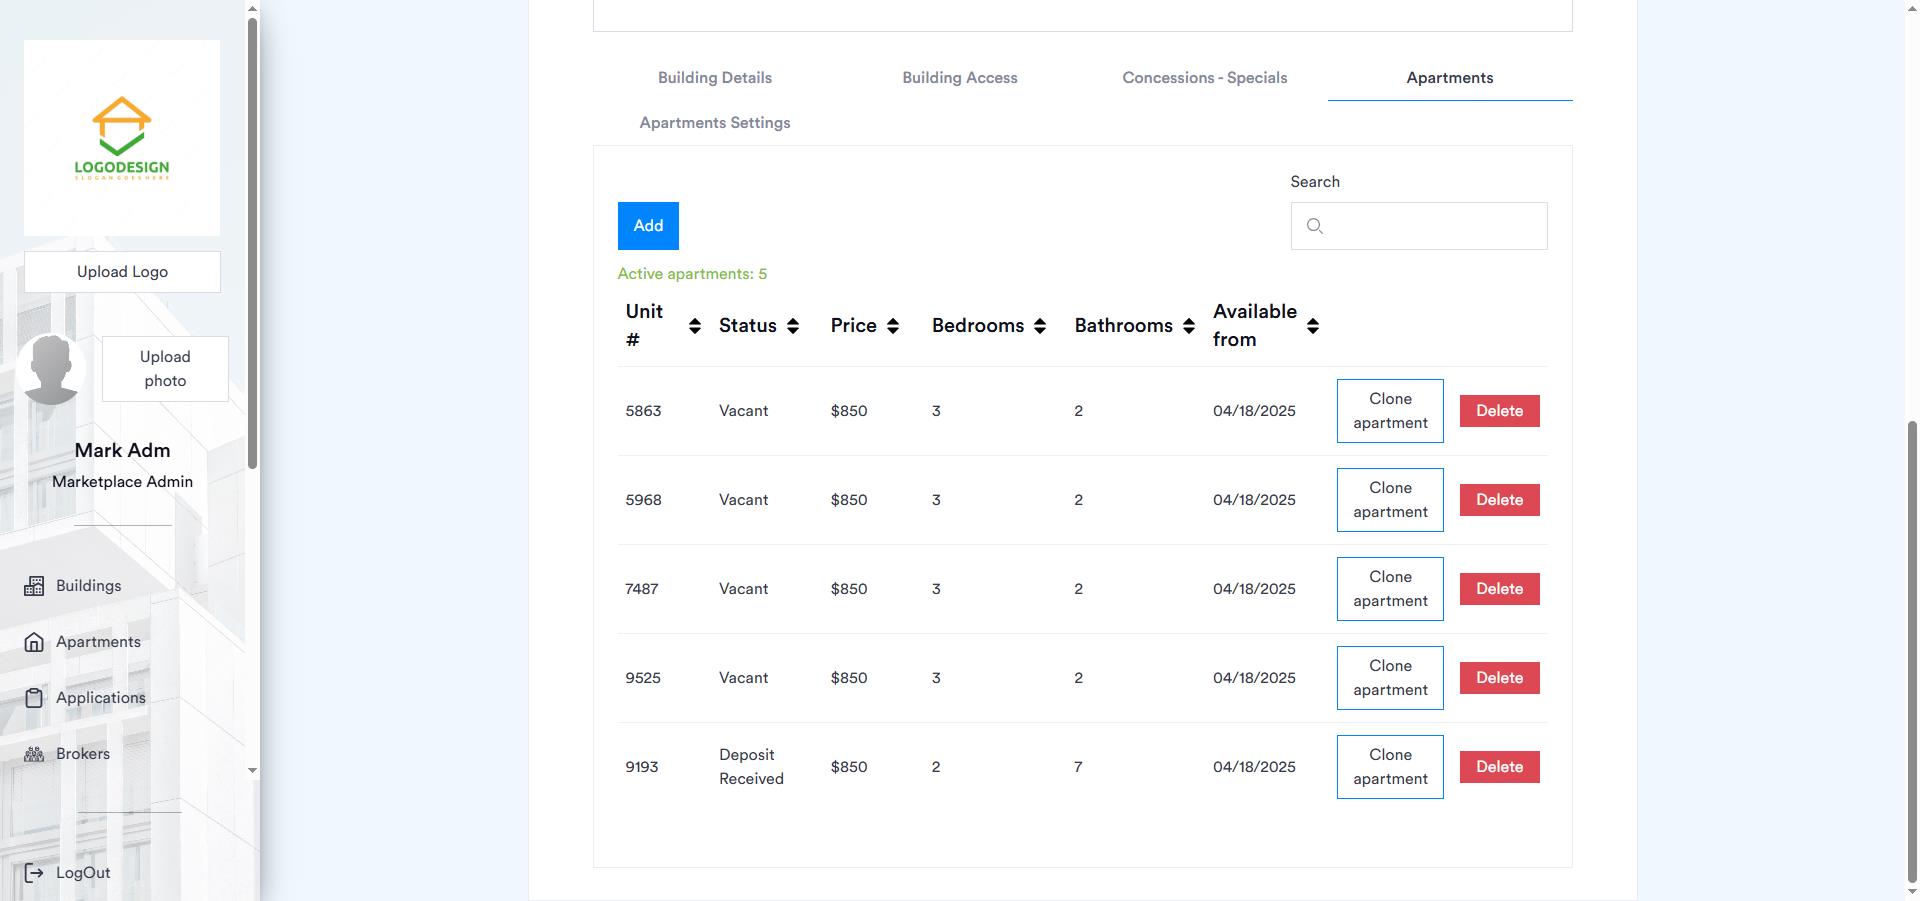 LOGODESIGN
SLOGAN GOES HERE
Upload Logo
Upload
photo
Mark Adm
Marketplace Admin
Buildings
Apartments
Applications
Brokers
LogOut
Building Details
Building Access
Concessions - Specials
Apartments
Apartments Settings
Search
Add
Active apartments: 5
Unit # Status Price Bedrooms Bathrooms Available from
5863 Vacant $850 3 2 04/18/2025 Clone apartment Delete
5968 Vacant $850 3 2 04/18/2025 Clone apartment Delete
7487 Vacant $850 3 2 04/18/2025 Clone apartment Delete
9525 Vacant $850 3 2 04/18/2025 Clone apartment Delete
9193 Deposit Received $850 2 7 04/18/2025 Clone apartment Delete